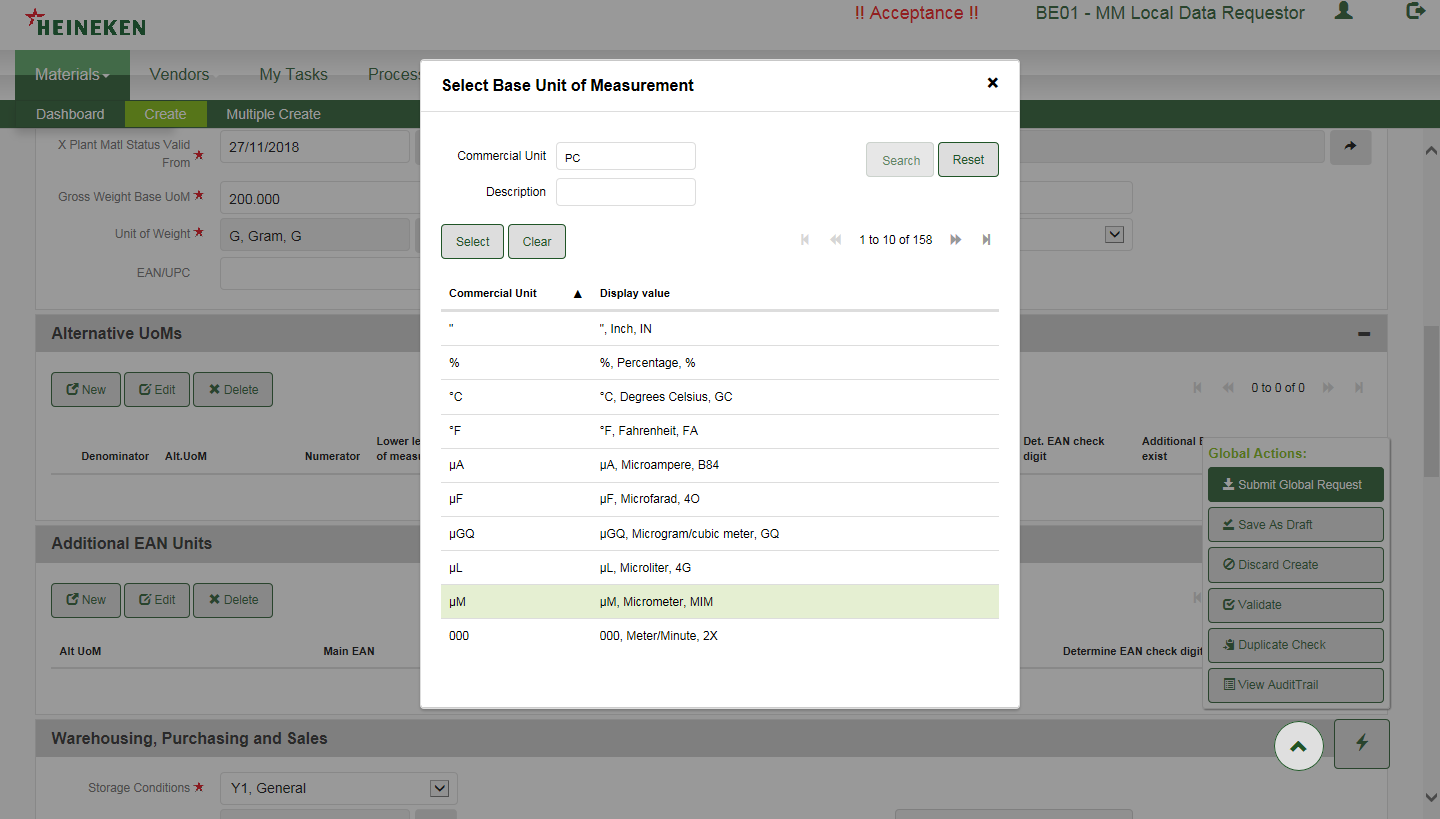 HEINEKEN
!! Acceptance !!
BE01 - MM Local Data Requestor
Materials
Vendors
My Tasks
Process
Dashboard
Create
Multiple Create
X Plant Matl Status Valid
From
27/11/2018
Gross Weight Base UoM
200.000
Unit of Weight
G, Gram, G
EAN/UPC
Select Base Unit of Measurement
Commercial Unit
PC
Search
Reset
Description
Select
Clear
1 to 10 of 158
Commercial Unit ▲ Display value
" ", Inch, IN
% %, Percentage, %
°C °C, Degrees Celsius, GC
°F °F, Fahrenheit, FA
µA µA, Microampere, B84
µF µF, Microfarad, 4O
µGQ µGQ, Microgram/cubic meter, GQ
µL µL, Microliter, 4G
µM µM, Micrometer, MIM
000 000, Meter/Minute, 2X
Alternative UoMs
New
Edit
Delete
0 to 0 of 0
Denominator
Alt.UoM
Numerator
Lower le
of measu
Det. EAN check
digit
Additional E
exist
Additional EAN Units
New
Edit
Delete
Alt UoM
Main EAN
Determine EAN check digit
Global Actions:
Submit Global Request
Save As Draft
Discard Create
Validate
Duplicate Check
View AuditTrail
Warehousing, Purchasing and Sales
Storage Conditions
Y1, General